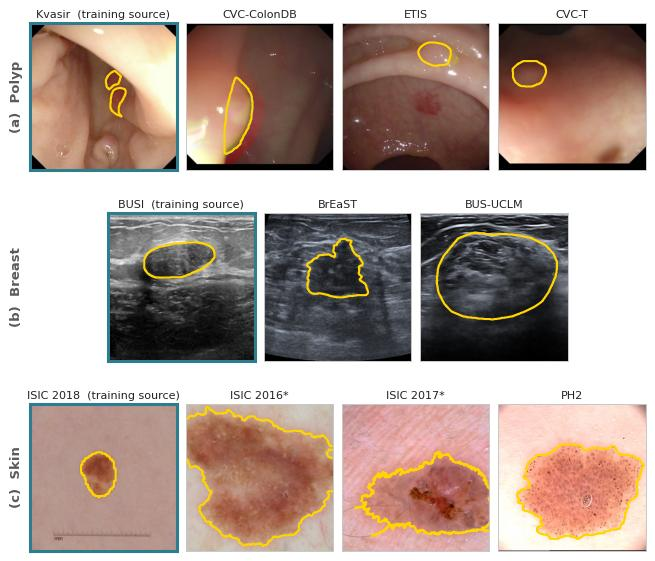 Kvasir (training source)
CVC-ColonDB
ETIS
CVC-T
(a) Polyp
BUSI (training source)
BrEaST
BUS-UCLM
(b) Breast
ISIC 2018 (training source)
ISIC 2016*
ISIC 2017*
PH2
(c) Skin